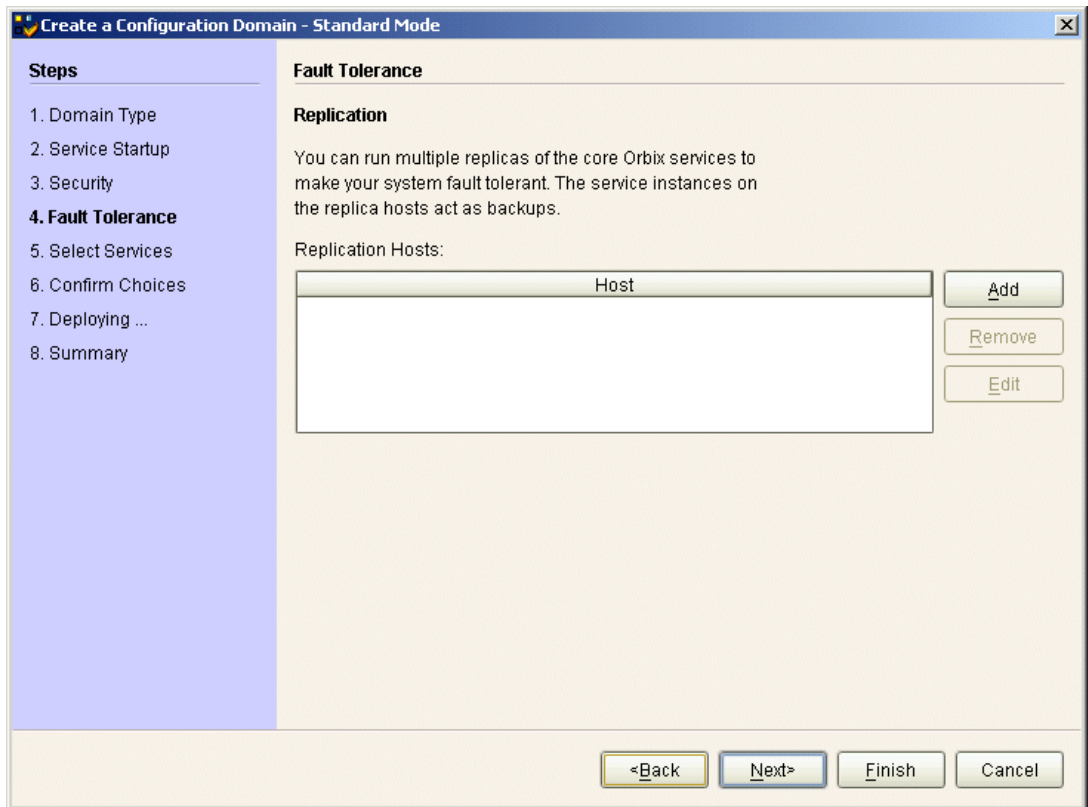 Create a Configuration Domain - Standard Mode
Steps
1. Domain Type
2. Service Startup
3. Security
4. Fault Tolerance
5. Select Services
6. Confirm Choices
7. Deploying ...
8. Summary
Fault Tolerance
Replication
You can run multiple replicas of the core Orbix services to
make your system fault tolerant. The service instances on
the replica hosts act as backups.
Replication Hosts:
Host
Add
Remove
Edit
<Back
Next>
Finish
Cancel